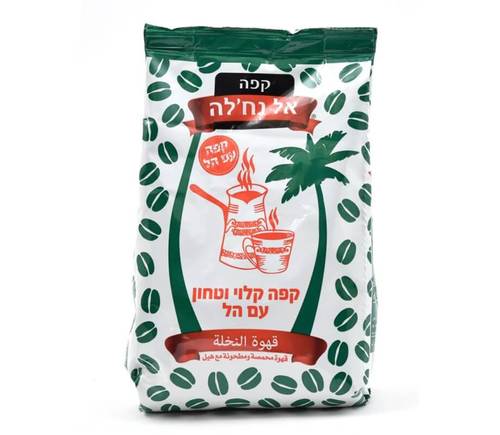 קפה
אל נח'לה
קפה
עם הל
קפה קלוי וטחון
עם הל
قهوة النخلة
قهوة محمصة ومطحونة مع هيل